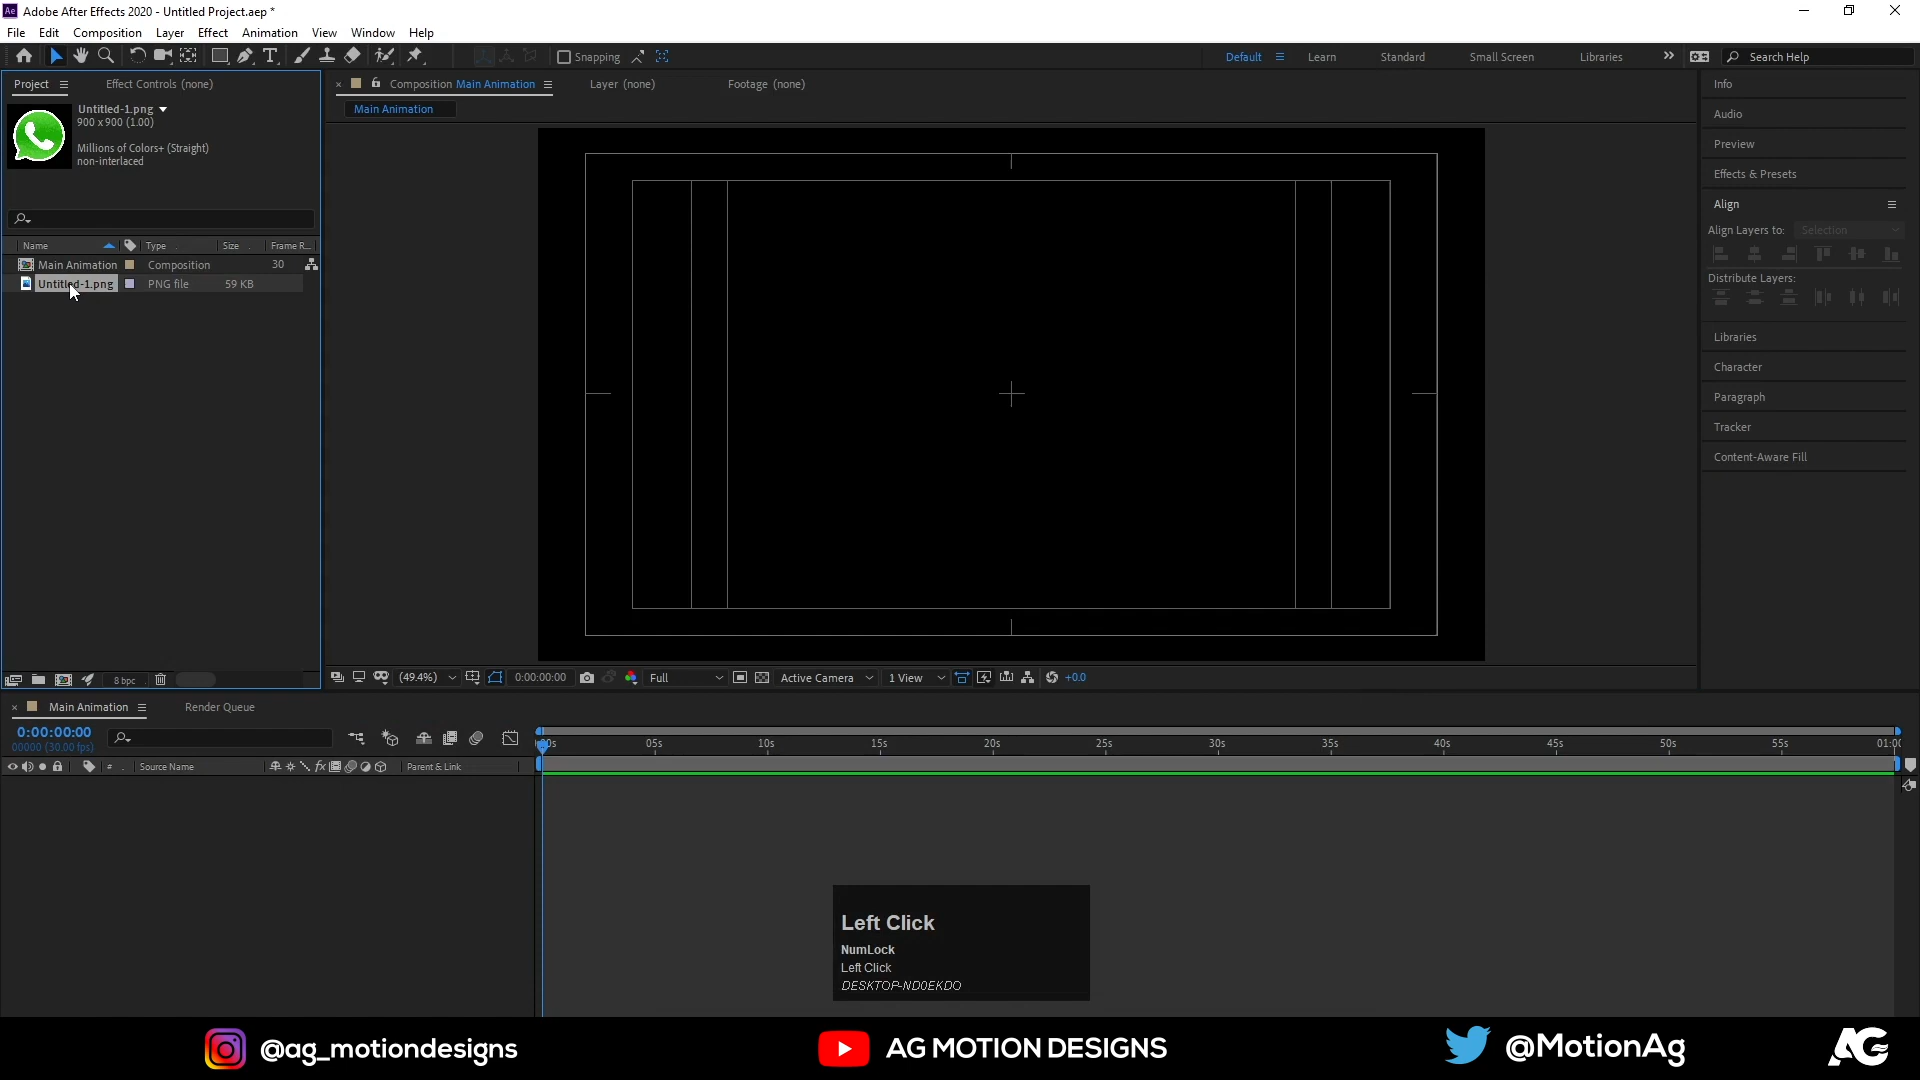 Adobe After Effects 2020 - Untitled Project.aep *
File Edit Composition Layer Effect Animation View Window Help
Snapping
Default Learn Standard Small Screen Libraries Search Help
Project Effect Controls (none)
Composition Main Animation Layer (none) Footage (none)
Main Animation
Untitled-1.png
900 x 900 (1.00)
Millions of Colors+ (Straight)
non-interlaced
Name Type Size Frame R...
Main Animation Composition 30
Untitled-1.png PNG file 59 KB
Info
Audio
Preview
Effects & Presets
Align
Align Layers to: Selection
Distribute Layers:
Libraries
Character
Paragraph
Tracker
Content-Aware Fill
8 bpc
(49.4%) 0:00:00:00 Full Active Camera 1 View +0.0
Main Animation Render Queue
0:00:00:00
00000 (30.00 fps)
05s 10s 15s 20s 25s 30s 35s 40s 45s 50s 55s
# Source Name Parent & Link
Left Click
NumLock
Left Click
DESKTOP-ND0EKDO
@ag_motiondesigns AG MOTION DESIGNS @MotionAg AG